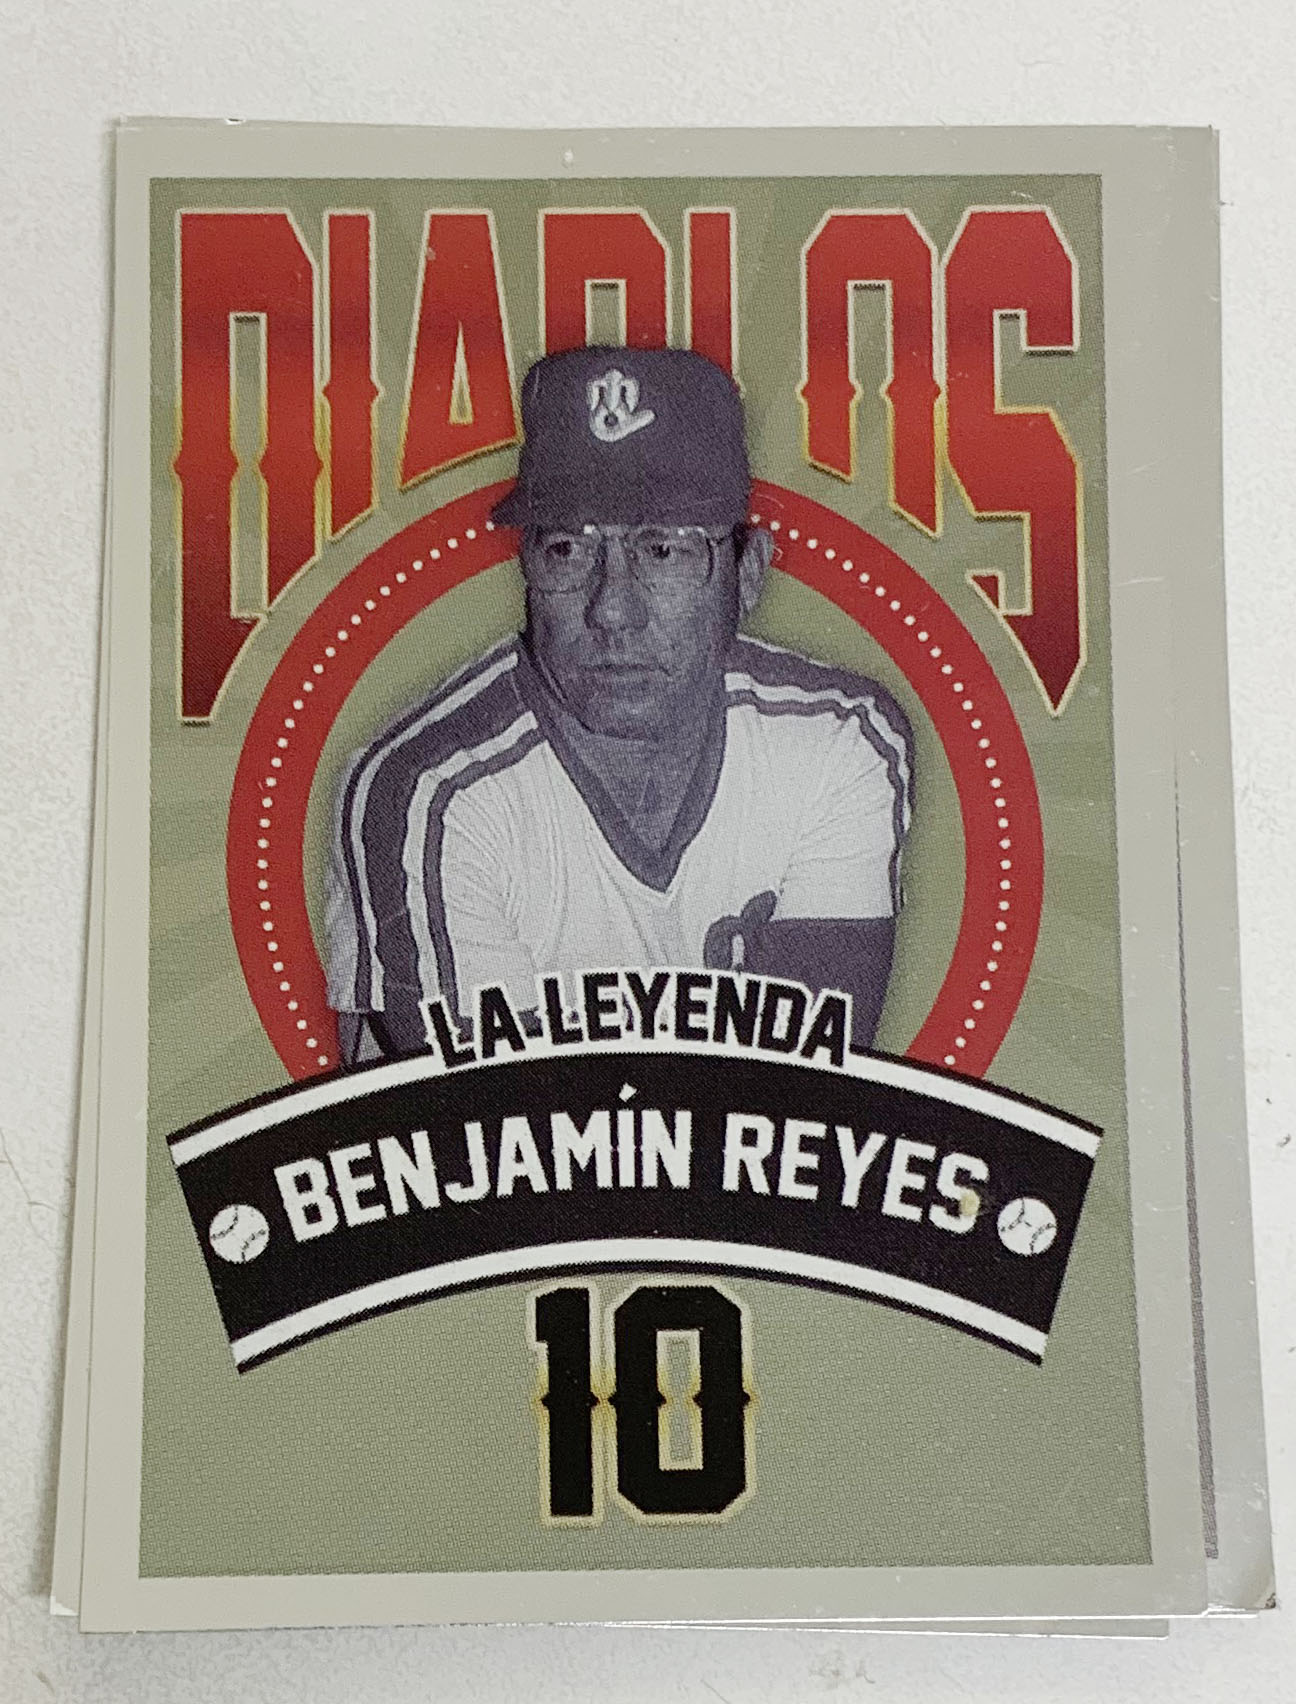 DIABLOS
LA LEYENDA
BENJAMÍN REYES
10